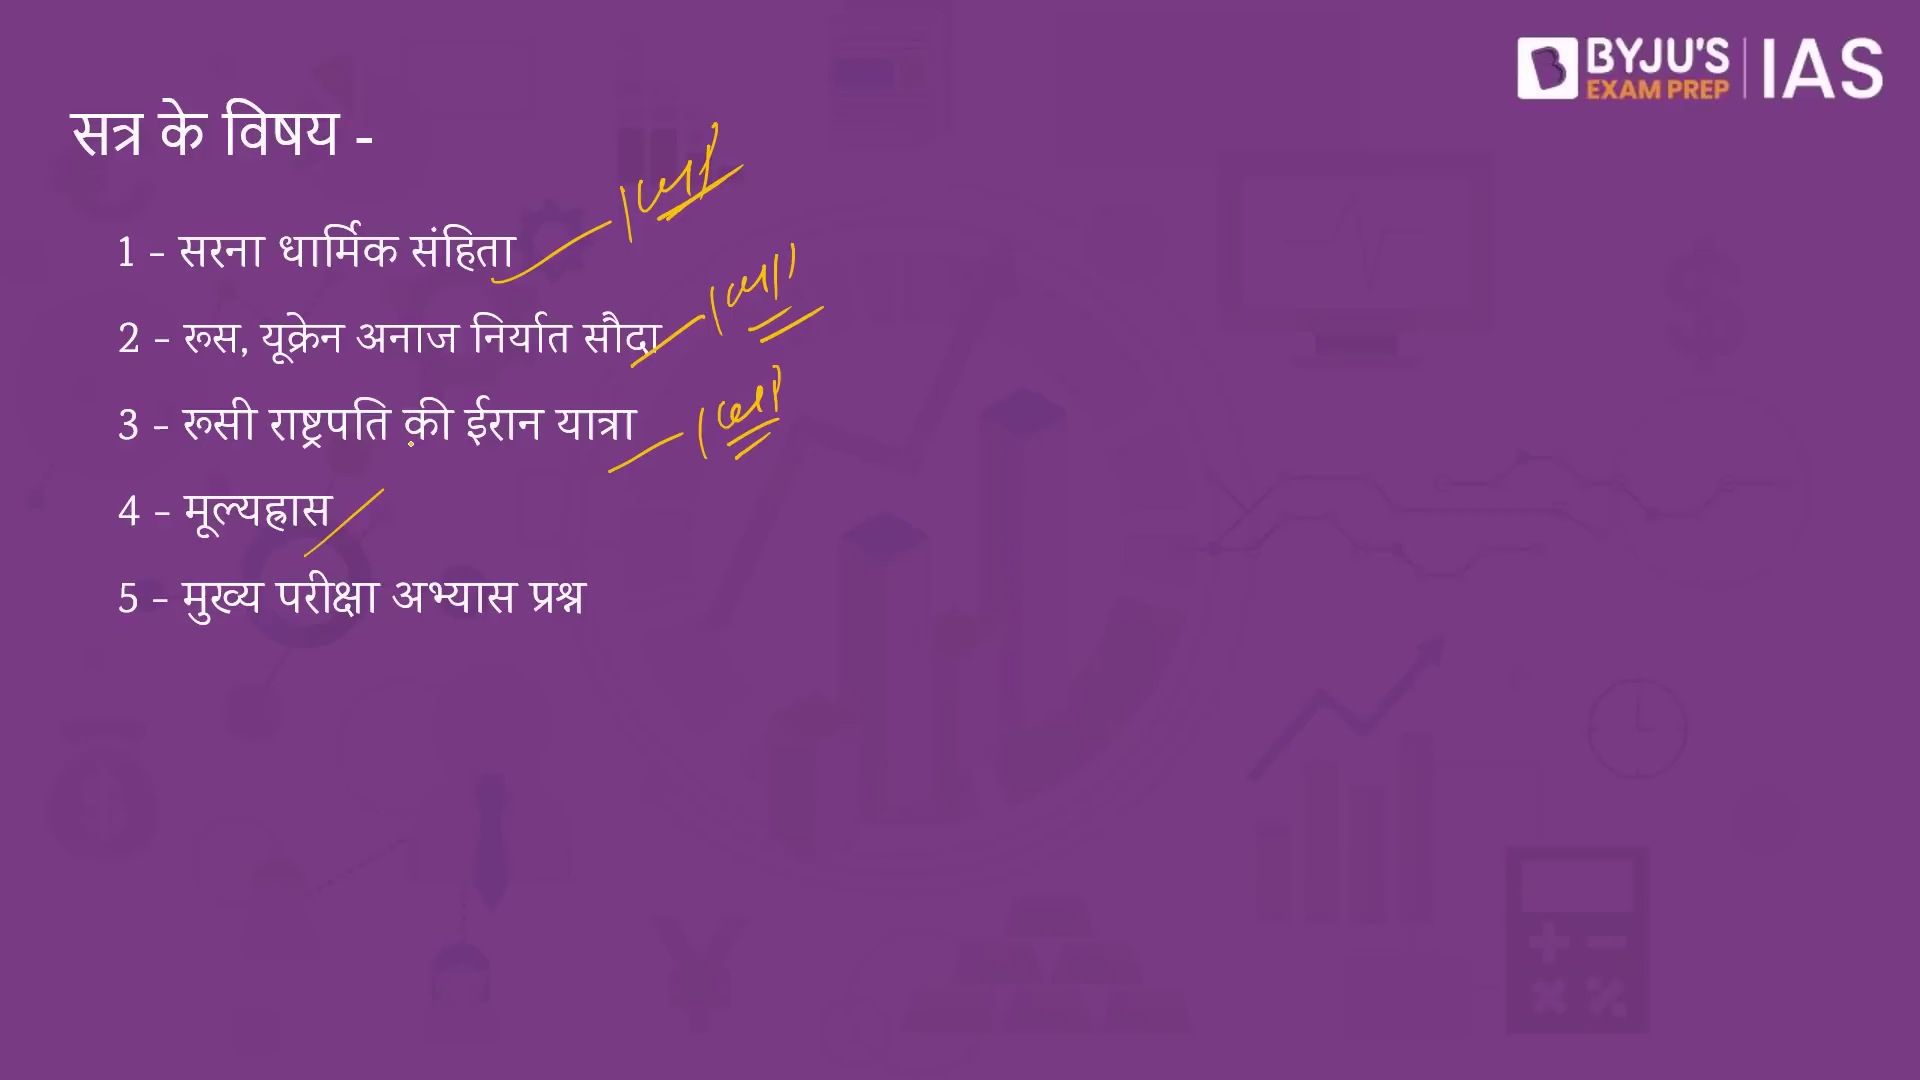 BYJU'S
EXAM PREP
IAS
सत्र के विषय -
1 - सरना धार्मिक संहिता
2 - रूस, यूक्रेन अनाज निर्यात सौदा
3 - रूसी राष्ट्रपति की ईरान यात्रा
4 - मूल्यह्रास
5 - मुख्य परीक्षा अभ्यास प्रश्न